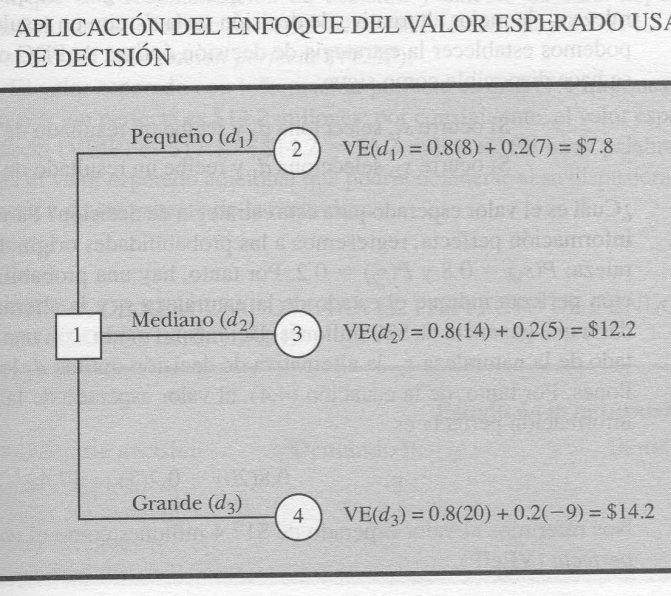 APLICACIÓN DEL ENFOQUE DEL VALOR ESPERADO USA
DE DECISIÓN
Pequeño (d₁)
2
VE(d₁) = 0.8(8) + 0.2(7) = $7.8
1
Mediano (d₂)
3
VE(d₂) = 0.8(14) + 0.2(5) = $12.2
Grande (d₃)
4
VE(d₃) = 0.8(20) + 0.2(−9) = $14.2